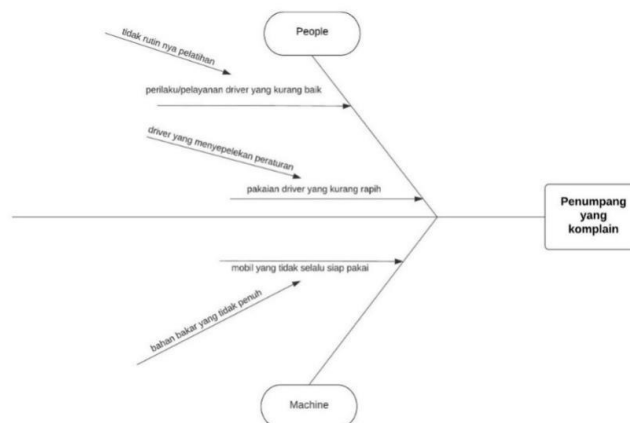 People
tidak rutin nya pelatihan
perilaku/pelayanan driver yang kurang baik
driver yang menyepelekan peraturan
pakaian driver yang kurang rapih
Penumpang
yang
komplain
mobil yang tidak selalu siap pakai
bahan bakar yang tidak penuh
Machine